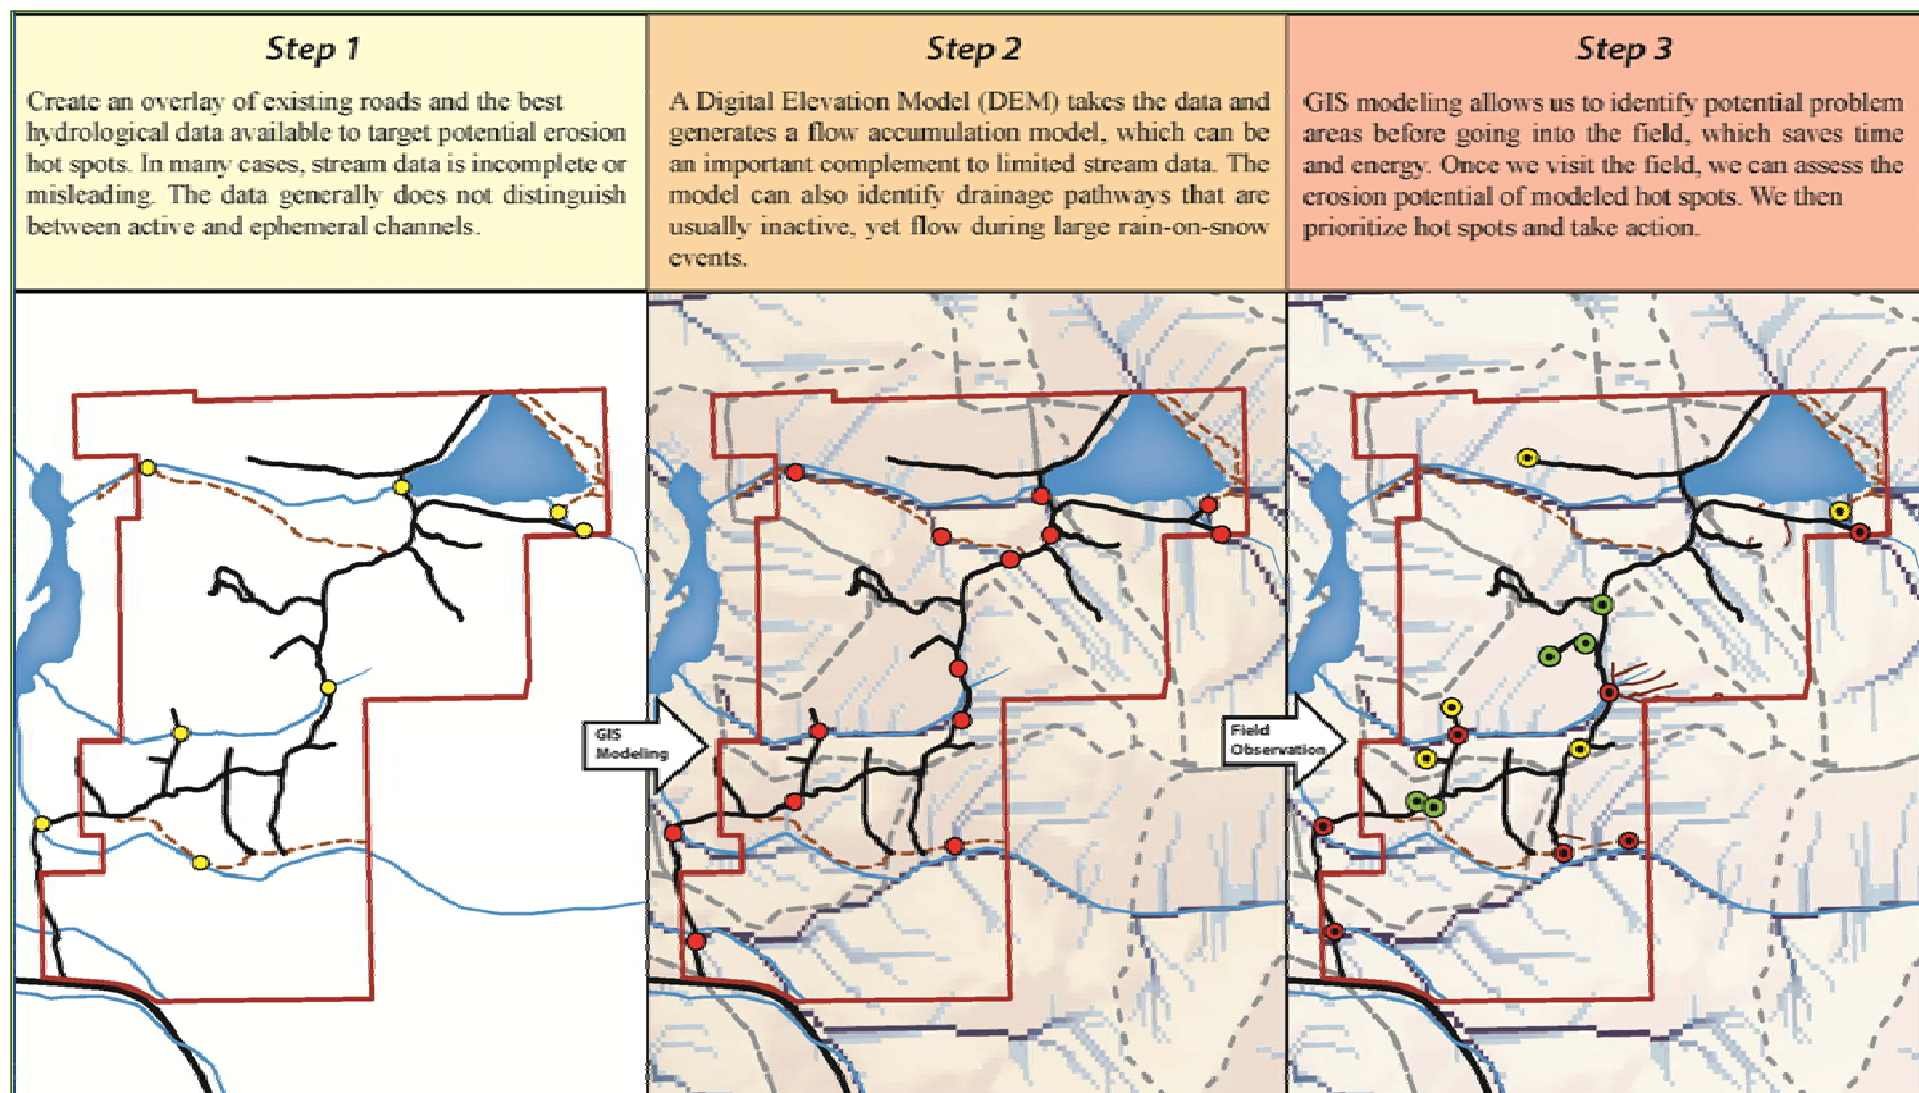 Step 1
Create an overlay of existing roads and the best
hydrological data available to target potential erosion
hot spots. In many cases, stream data is incomplete or
misleading. The data generally does not distinguish
between active and ephemeral channels.
Step 2
A Digital Elevation Model (DEM) takes the data and
generates a flow accumulation model, which can be
an important complement to limited stream data. The
model can also identify drainage pathways that are
usually inactive, yet flow during large rain-on-snow
events.
Step 3
GIS modeling allows us to identify potential problem
areas before going into the field, which saves time
and energy. Once we visit the field, we can assess the
erosion potential of modeled hot spots. We then
prioritize hot spots and take action.
GIS
Modeling
Field
Observation